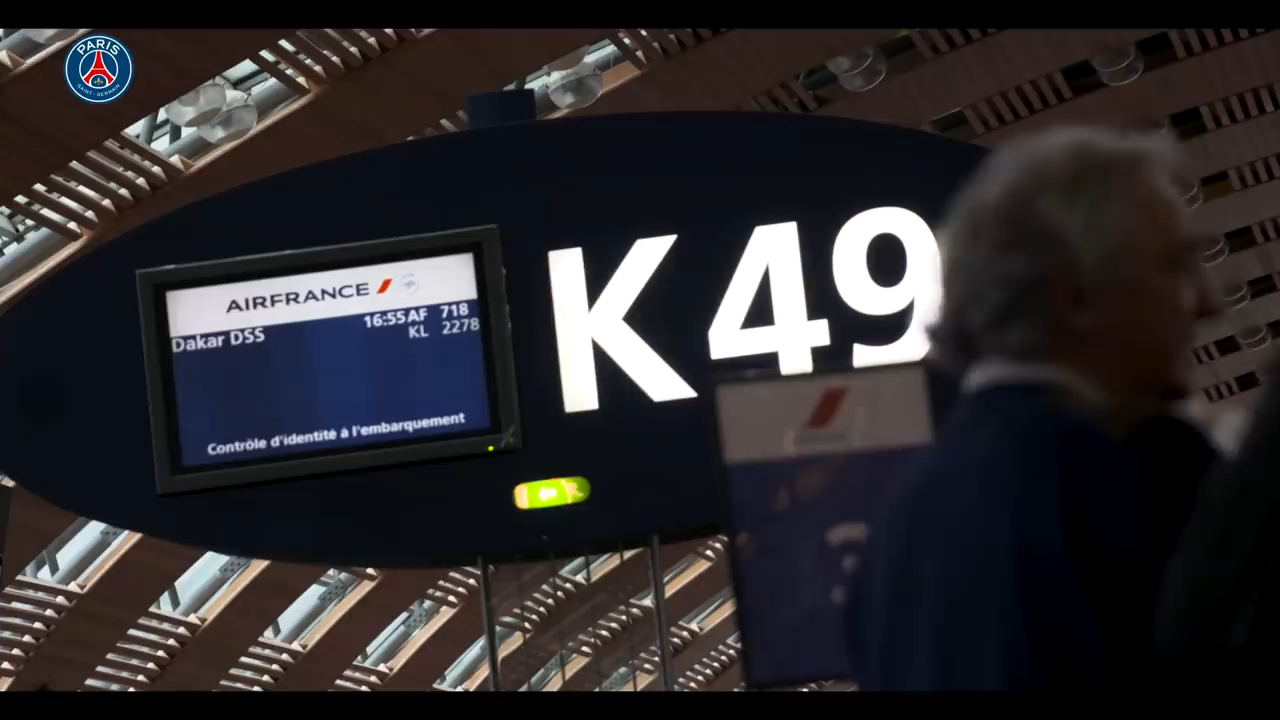 PARIS
SAINT-GERMAIN
AIRFRANCE
16:55 AF 718
Dakar DSS
KL 2278
Contrôle d'identité à l'embarquement
K49